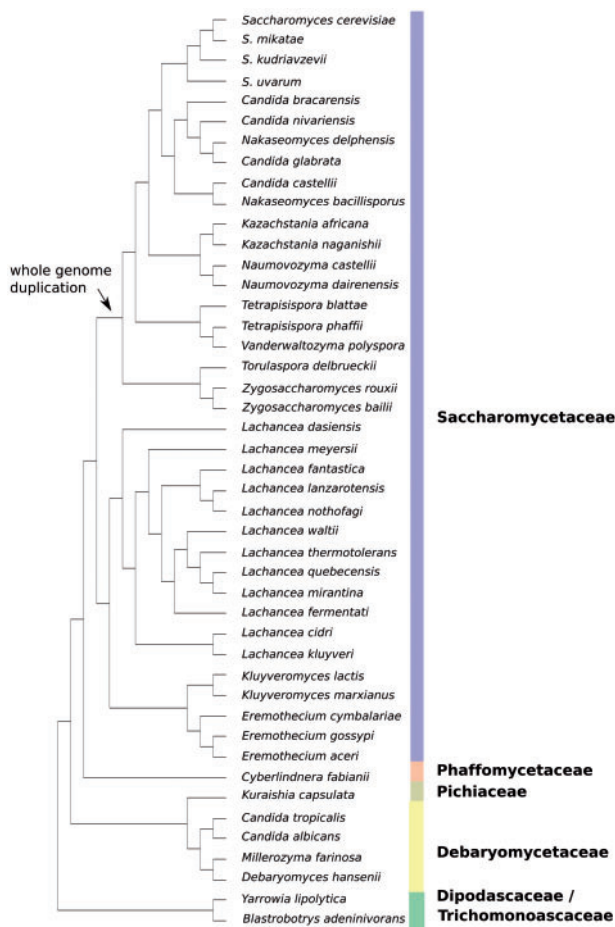 Saccharomyces cerevisiae
S. mikatae
S. kudriavzevii
S. uvarum
Candida bracarensis
Candida nivariensis
Nakaseomyces delphensis
Candida glabrata
Candida castellii
Nakaseomyces bacillisporus
Kazachstania africana
Kazachstania naganishii
Naumovozyma castellii
Naumovozyma dairenensis
whole genome
duplication
Tetrapisispora blattae
Tetrapisispora phaffii
Vanderwaltozyma polyspora
Torulaspora delbrueckii
Zygosaccharomyces rouxii
Zygosaccharomyces bailii
Saccharomycetaceae
Lachancea dasiensis
Lachancea meyersii
Lachancea fantastica
Lachancea lanzarotensis
Lachancea nothofagi
Lachancea waltii
Lachancea thermotolerans
Lachancea quebecensis
Lachancea mirantina
Lachancea fermentati
Lachancea cidri
Lachancea kluyveri
Kluyveromyces lactis
Kluyveromyces marxianus
Eremothecium cymbalariae
Eremothecium gossypi
Eremothecium aceri
Cyberlindnera fabianii
Phaffomycetaceae
Kuraishia capsulata
Pichiaceae
Candida tropicalis
Candida albicans
Millerozyma farinosa
Debaryomyces hansenii
Debaryomycetaceae
Yarrowia lipolytica
Blastrobotrys adeninivorans
Dipodascaceae /
Trichomonoascaceae